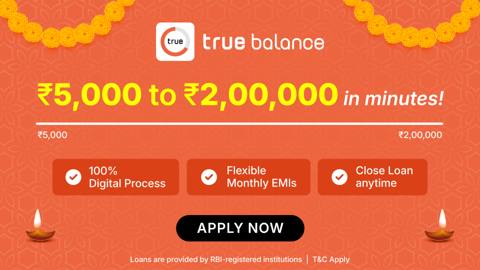 true
true balance
₹5,000 to ₹2,00,000 in minutes!
₹5,000
₹2,00,000
100%
Digital Process
Flexible
Monthly EMIs
Close Loan
anytime
APPLY NOW
Loans are provided by RBI-registered institutions | T&C Apply